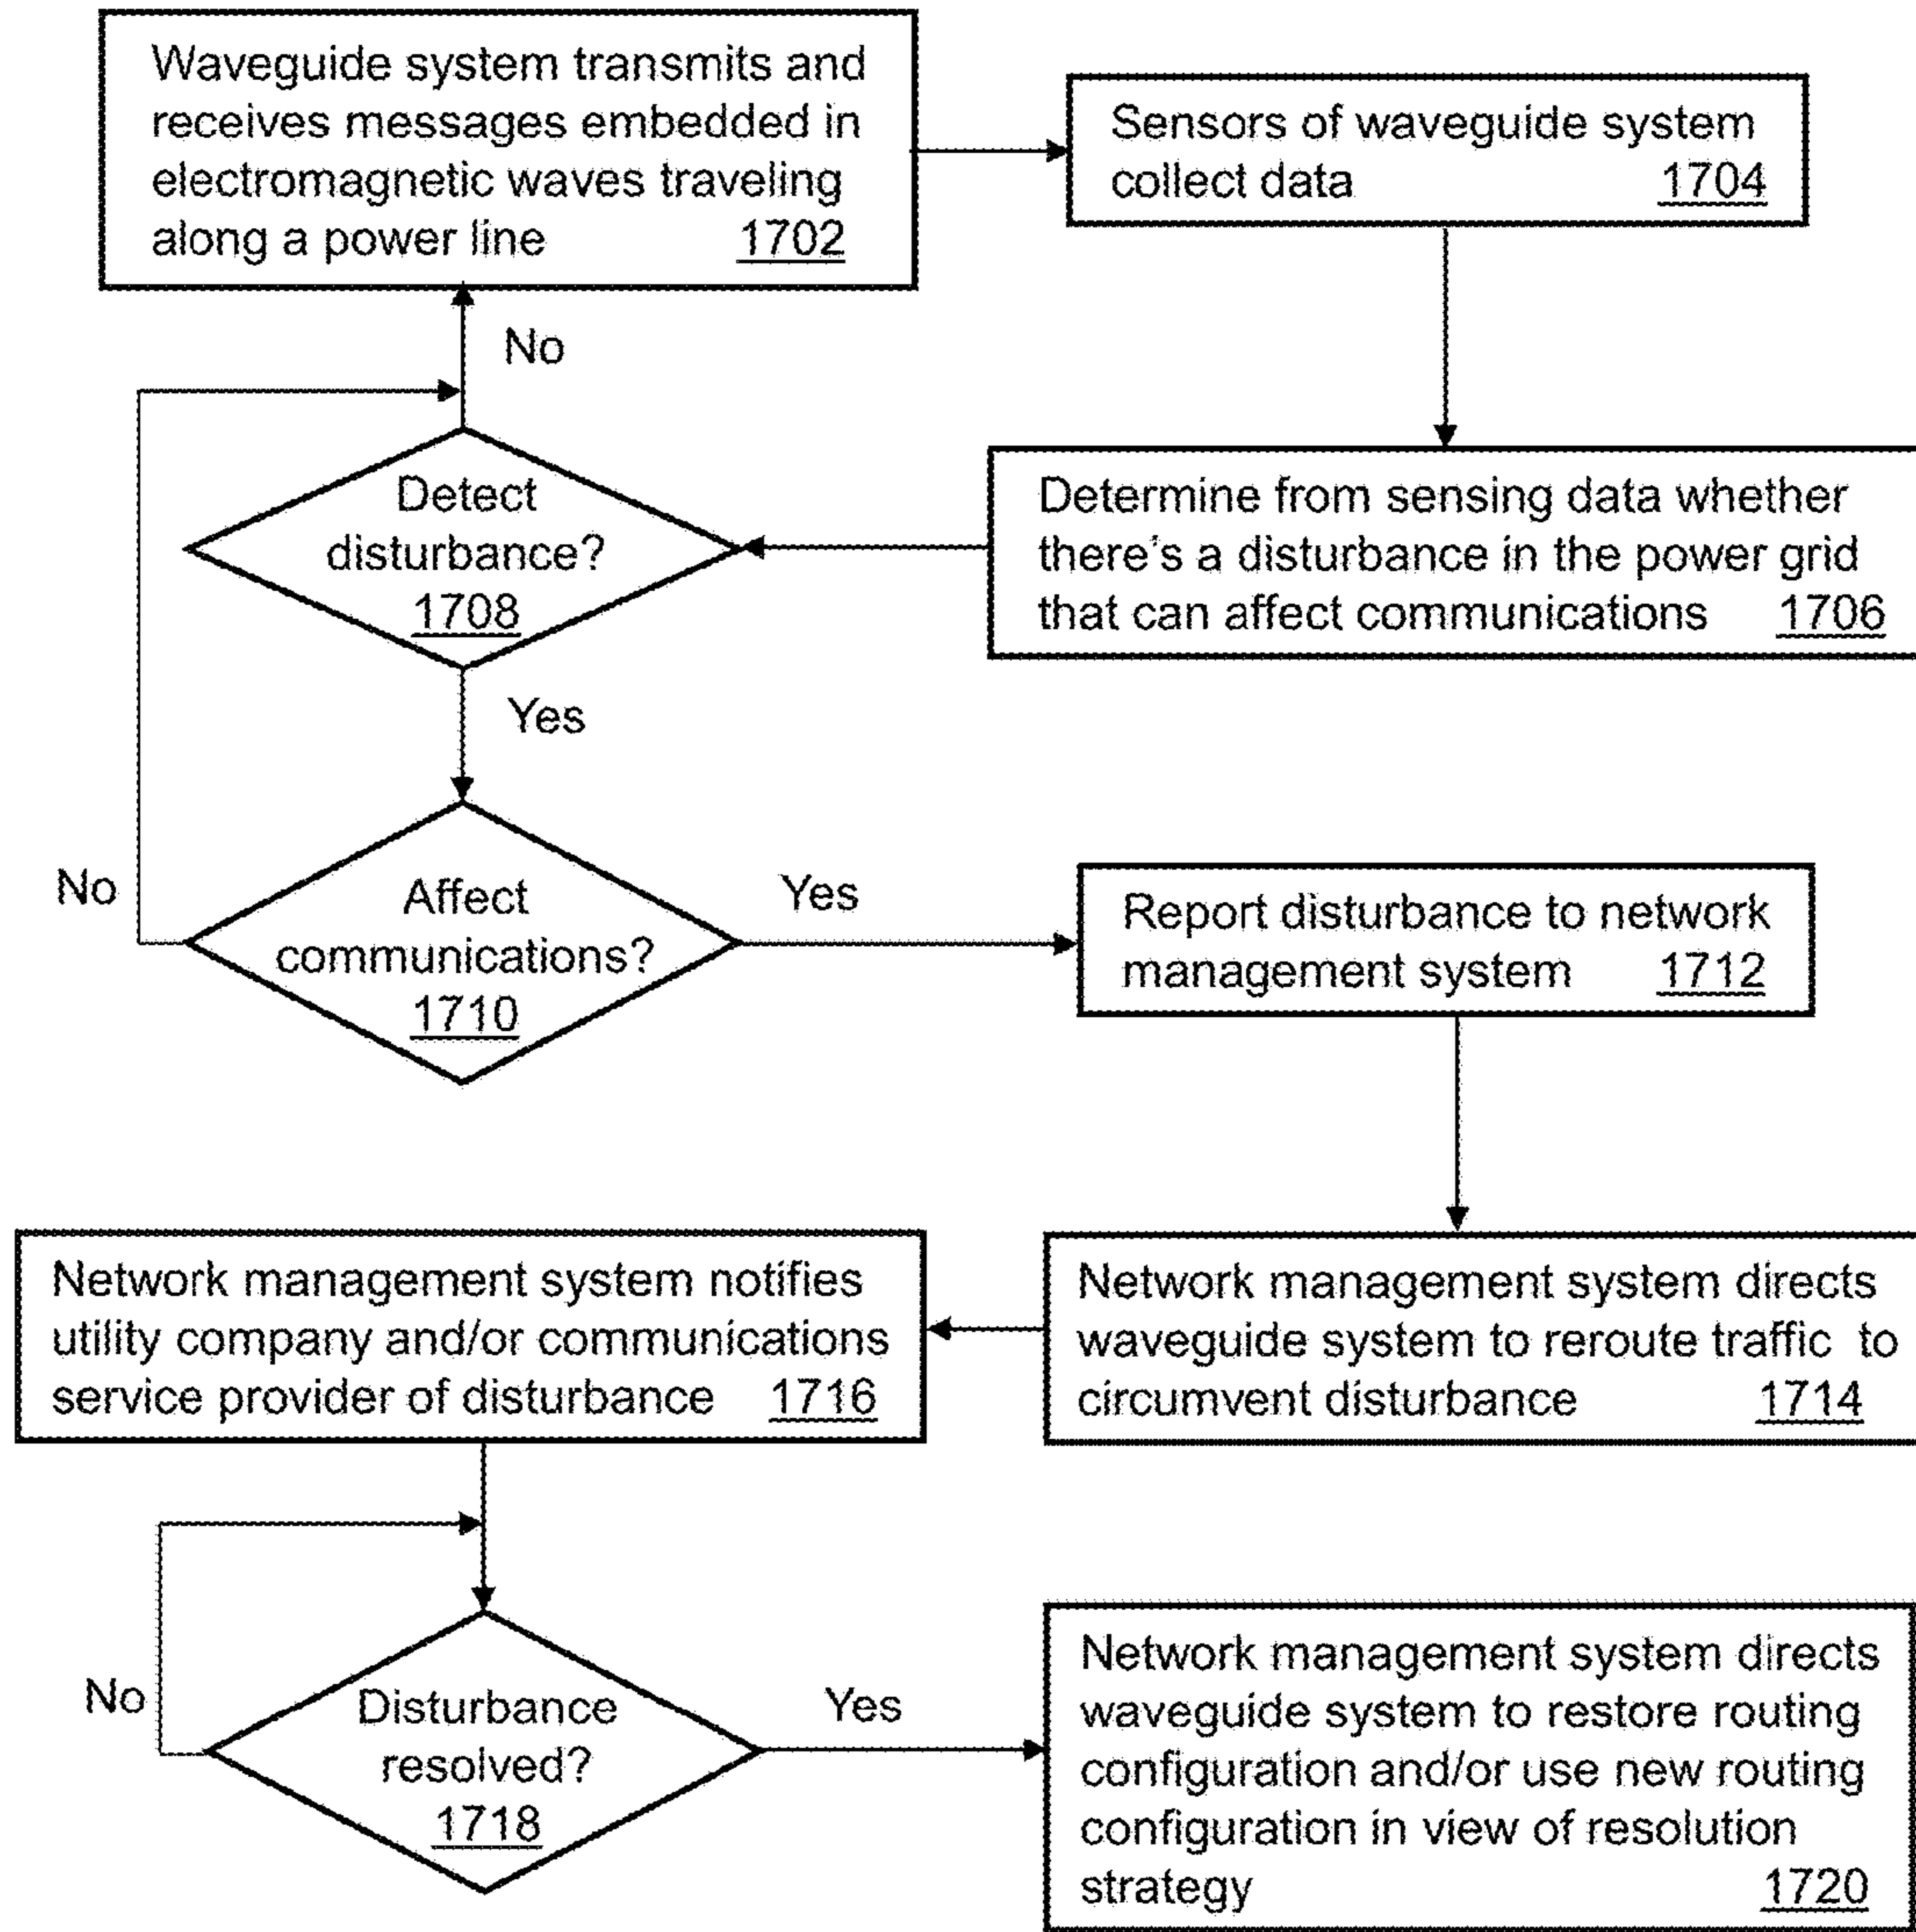 Waveguide system transmits and
receives messages embedded in
electromagnetic waves traveling
along a power line 1702
Sensors of waveguide system
collect data 1704
Determine from sensing data whether
there's a disturbance in the power grid
that can affect communications 1706
No
Detect
disturbance?
1708
Yes
No
Affect
communications?
1710
Yes
Report disturbance to network
management system 1712
Network management system directs
waveguide system to reroute traffic to
circumvent disturbance 1714
Network management system notifies
utility company and/or communications
service provider of disturbance 1716
No
Disturbance
resolved?
1718
Yes
Network management system directs
waveguide system to restore routing
configuration and/or use new routing
configuration in view of resolution
strategy 1720